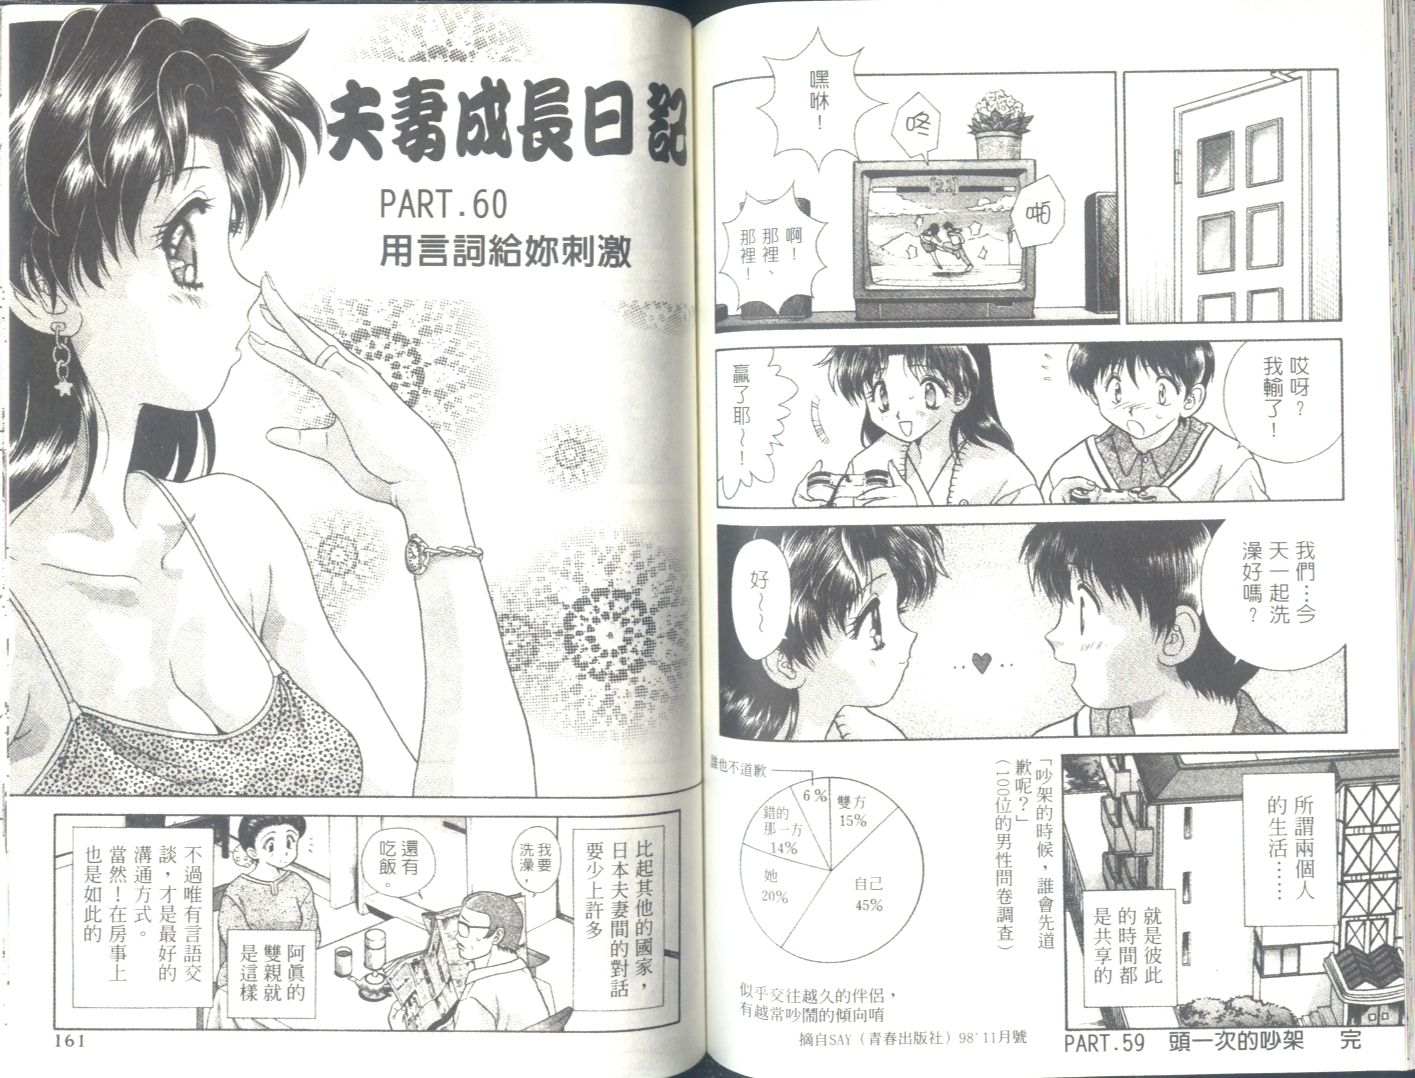 嘿
咻！
咚
啪
啊！
那裡、
那裡！
哎呀？
我輸了！
贏了耶～！
我們…今
天一起洗
澡好嗎？
好～～
所謂兩個人
的生活……
就是彼此
的時間都
是共享的
「吵架的時候，誰會先道
歉呢？」
（100位的男性問卷調查）
誰也不道歉
6%
雙方
15%
錯的
那一方
14%
她
20%
自己
45%
似乎交往越久的伴侶，
有越常吵鬧的傾向唷
摘自SAY（青春出版社）98'11月號
PART.59 頭一次的吵架 完
夫妻成長日記
PART.60
用言詞給妳刺激
比起其他的國家，
日本夫妻間的對話
要少上許多
我要
洗澡，
還有
吃飯。
阿真的
雙親就
是這樣
不過唯有言語交
談，才是最好的
溝通方式。
當然！在房事上
也是如此的
161